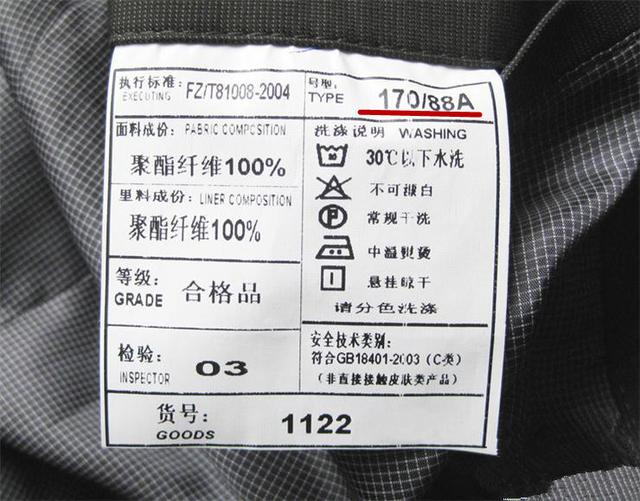 执行标准: FZ/T81008-2004
EXECUTING
号型:
TYPE 170/88A
面料成份: FABRIC COMPOSITION
聚酯纤维100%
里料成份: LINER COMPOSITION
聚酯纤维100%
等级: 合格品
GRADE
检验: 03
INSPECTOR
洗涤说明 WASHING
30℃以下水洗
不可漂白
常规干洗
中温熨烫
悬挂晾干
请分色洗涤
安全技术类别:
符合GB18401-2003 (C类)
(非直接接触皮肤类产品)
货号: 1122
GOODS